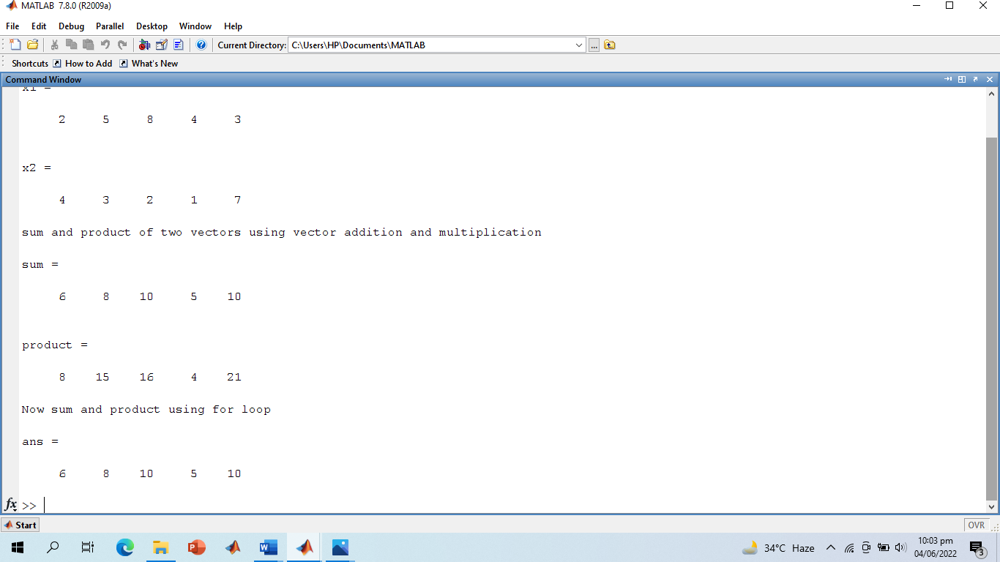 MATLAB 7.8.0 (R2009a)
File Edit Debug Parallel Desktop Window Help
Current Directory: C:\Users\HP\Documents\MATLAB ...
Shortcuts How to Add What's New
Command Window
x1 =
2 5 8 4 3
x2 =
4 3 2 1 7
sum and product of two vectors using vector addition and multiplication
sum =
6 8 10 5 10
product =
8 15 16 4 21
Now sum and product using for loop
ans =
6 8 10 5 10
fx >>
Start OVR
34°C Haze
10:03 pm
04/06/2022
3